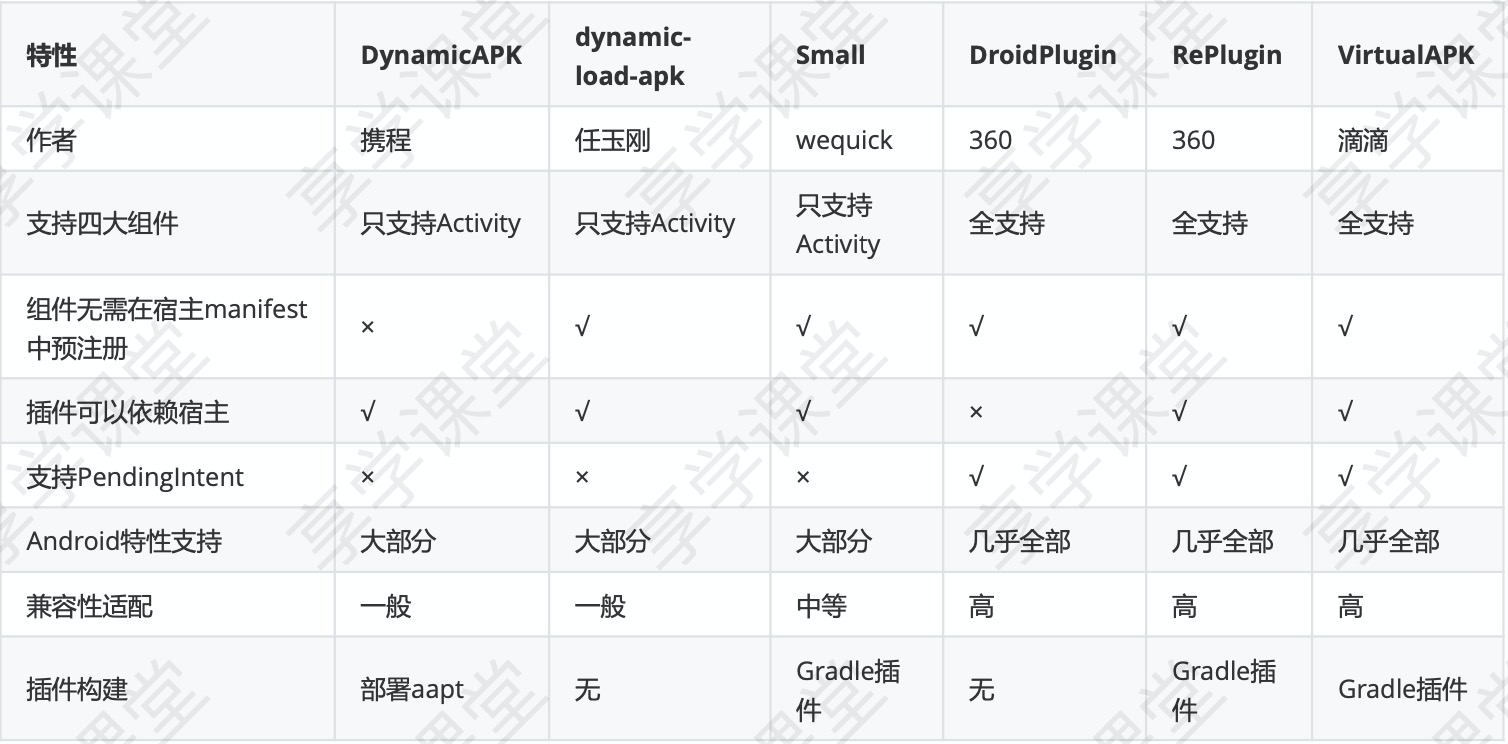 特性 DynamicAPK dynamic-load-apk Small DroidPlugin RePlugin VirtualAPK
作者 携程 任玉刚 wequick 360 360 滴滴
支持四大组件 只支持Activity 只支持Activity 只支持Activity 全支持 全支持 全支持
组件无需在宿主manifest中预注册 × √ √ √ √ √
插件可以依赖宿主 √ √ √ × √ √
支持PendingIntent × × × √ √ √
Android特性支持 大部分 大部分 大部分 几乎全部 几乎全部 几乎全部
兼容性适配 一般 一般 中等 高 高 高
插件构建 部署aapt 无 Gradle插件 无 Gradle插件 Gradle插件
享学课堂